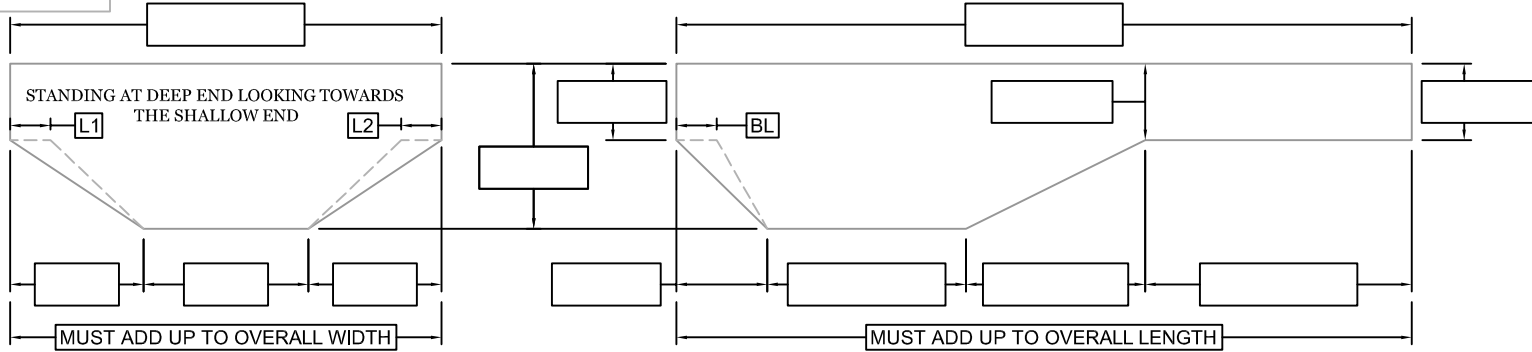 STANDING AT DEEP END LOOKING TOWARDS
THE SHALLOW END
L1
L2
BL
MUST ADD UP TO OVERALL WIDTH
MUST ADD UP TO OVERALL LENGTH